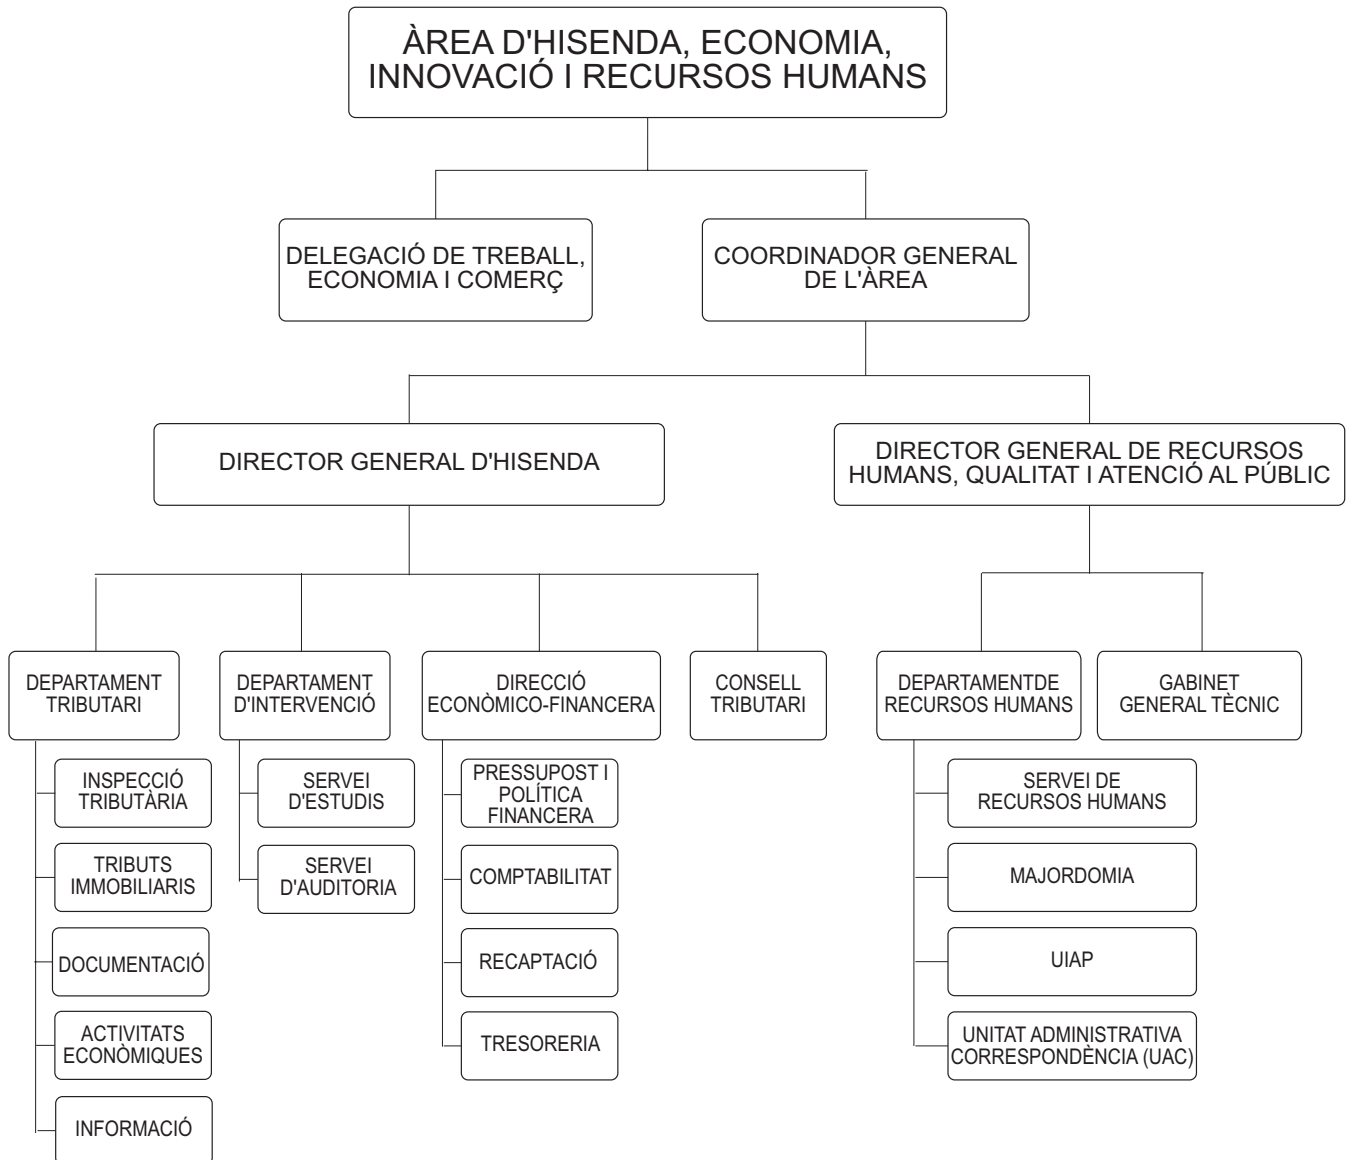 ÀREA D'HISENDA, ECONOMIA,
INNOVACIÓ I RECURSOS HUMANS
DELEGACIÓ DE TREBALL,
ECONOMIA I COMERÇ
COORDINADOR GENERAL
DE L'ÀREA
DIRECTOR GENERAL D'HISENDA
DIRECTOR GENERAL DE RECURSOS
HUMANS, QUALITAT I ATENCIÓ AL PÚBLIC
DEPARTAMENT
TRIBUTARI
DEPARTAMENT
D'INTERVENCIÓ
DIRECCIÓ
ECONÒMICO-FINANCERA
CONSELL
TRIBUTARI
DEPARTAMENTDE
RECURSOS HUMANS
GABINET
GENERAL TÈCNIC
INSPECCIÓ
TRIBUTÀRIA
TRIBUTS
IMMOBILIARIS
DOCUMENTACIÓ
ACTIVITATS
ECONÒMIQUES
INFORMACIÓ
SERVEI
D'ESTUDIS
SERVEI
D'AUDITORIA
PRESSUPOST I
POLÍTICA
FINANCERA
COMPTABILITAT
RECAPTACIÓ
TRESORERIA
SERVEI DE
RECURSOS HUMANS
MAJORDOMIA
UIAP
UNITAT ADMINISTRATIVA
CORRESPONDÈNCIA (UAC)